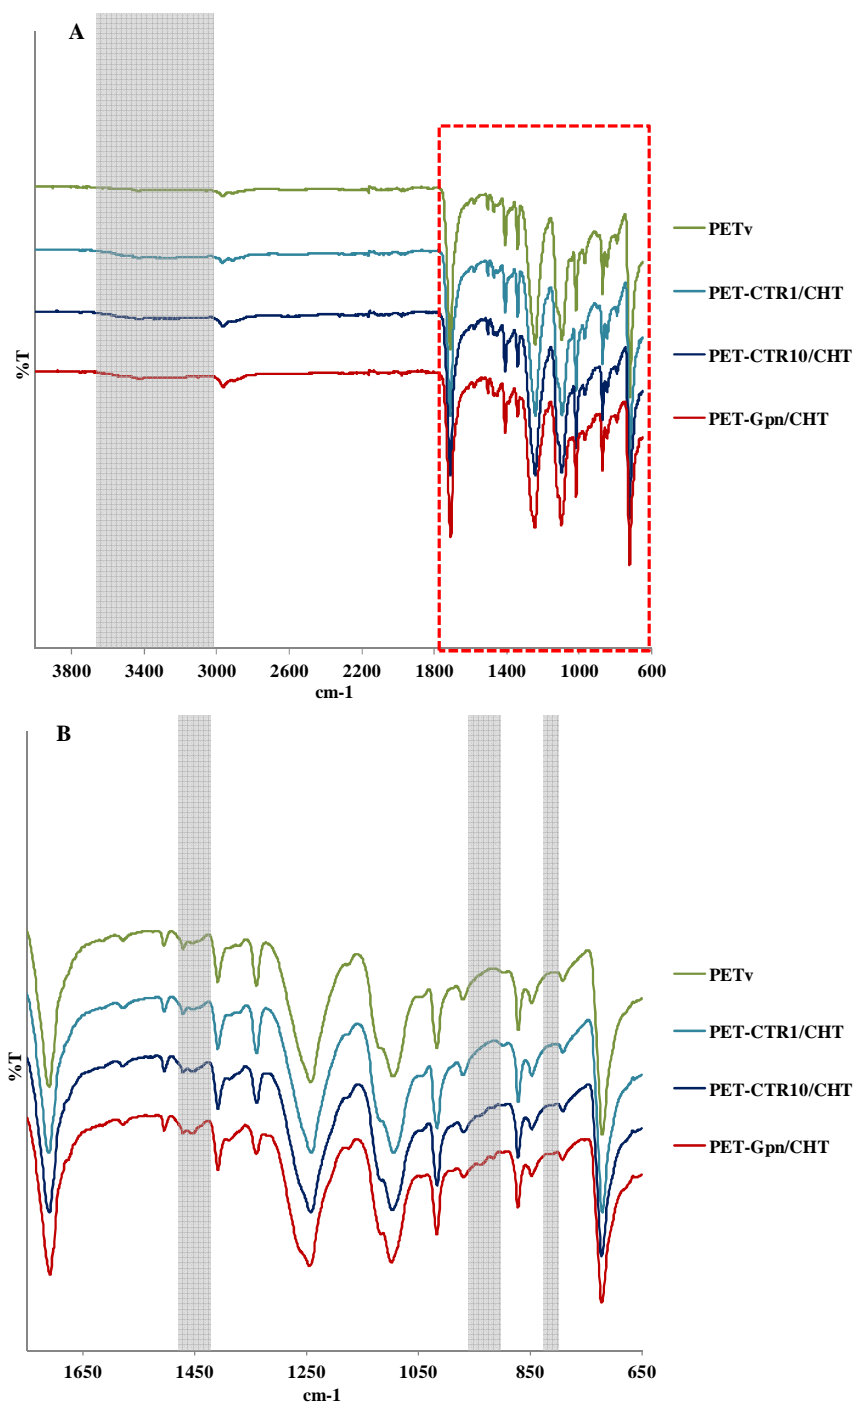 A
%T
PETv
PET-CTR1/CHT
PET-CTR10/CHT
PET-Gpn/CHT
3800 3400 3000 2600 2200 1800 1400 1000 600
cm-1
B
%T
PETv
PET-CTR1/CHT
PET-CTR10/CHT
PET-Gpn/CHT
1650 1450 1250 1050 850 650
cm-1